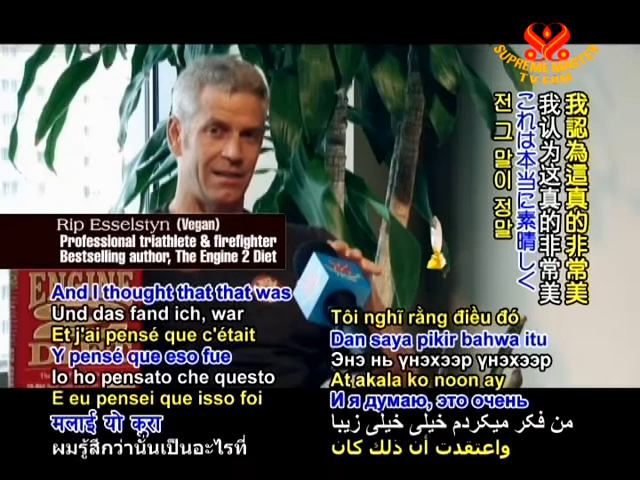 SUPREME MASTER
TV.COM
我認為這真的非常美
我认为这真的非常美
これは本当に素晴しく
전 그 말이 정말
Rip Esselstyn (Vegan)
Professional triathlete & firefighter
Bestselling author, The Engine 2 Diet
ENGINE
2
And I thought that that was
Und das fand ich, war
Et j'ai pensé que c'était
Y pensé que eso fue
Io ho pensato che questo
E eu pensei que isso foi
मलाई यो कुरा
ผมรู้สึกว่านั่นเป็นอะไรที่
Tôi nghĩ rằng điều đó
Dan saya pikir bahwa itu
Энэ нь үнэхээр үнэхээр
At akala ko noon ay
И я думаю, это очень
من فکر میکردم خیلی خیلی زیبا
واعتقدت أن ذلك كان